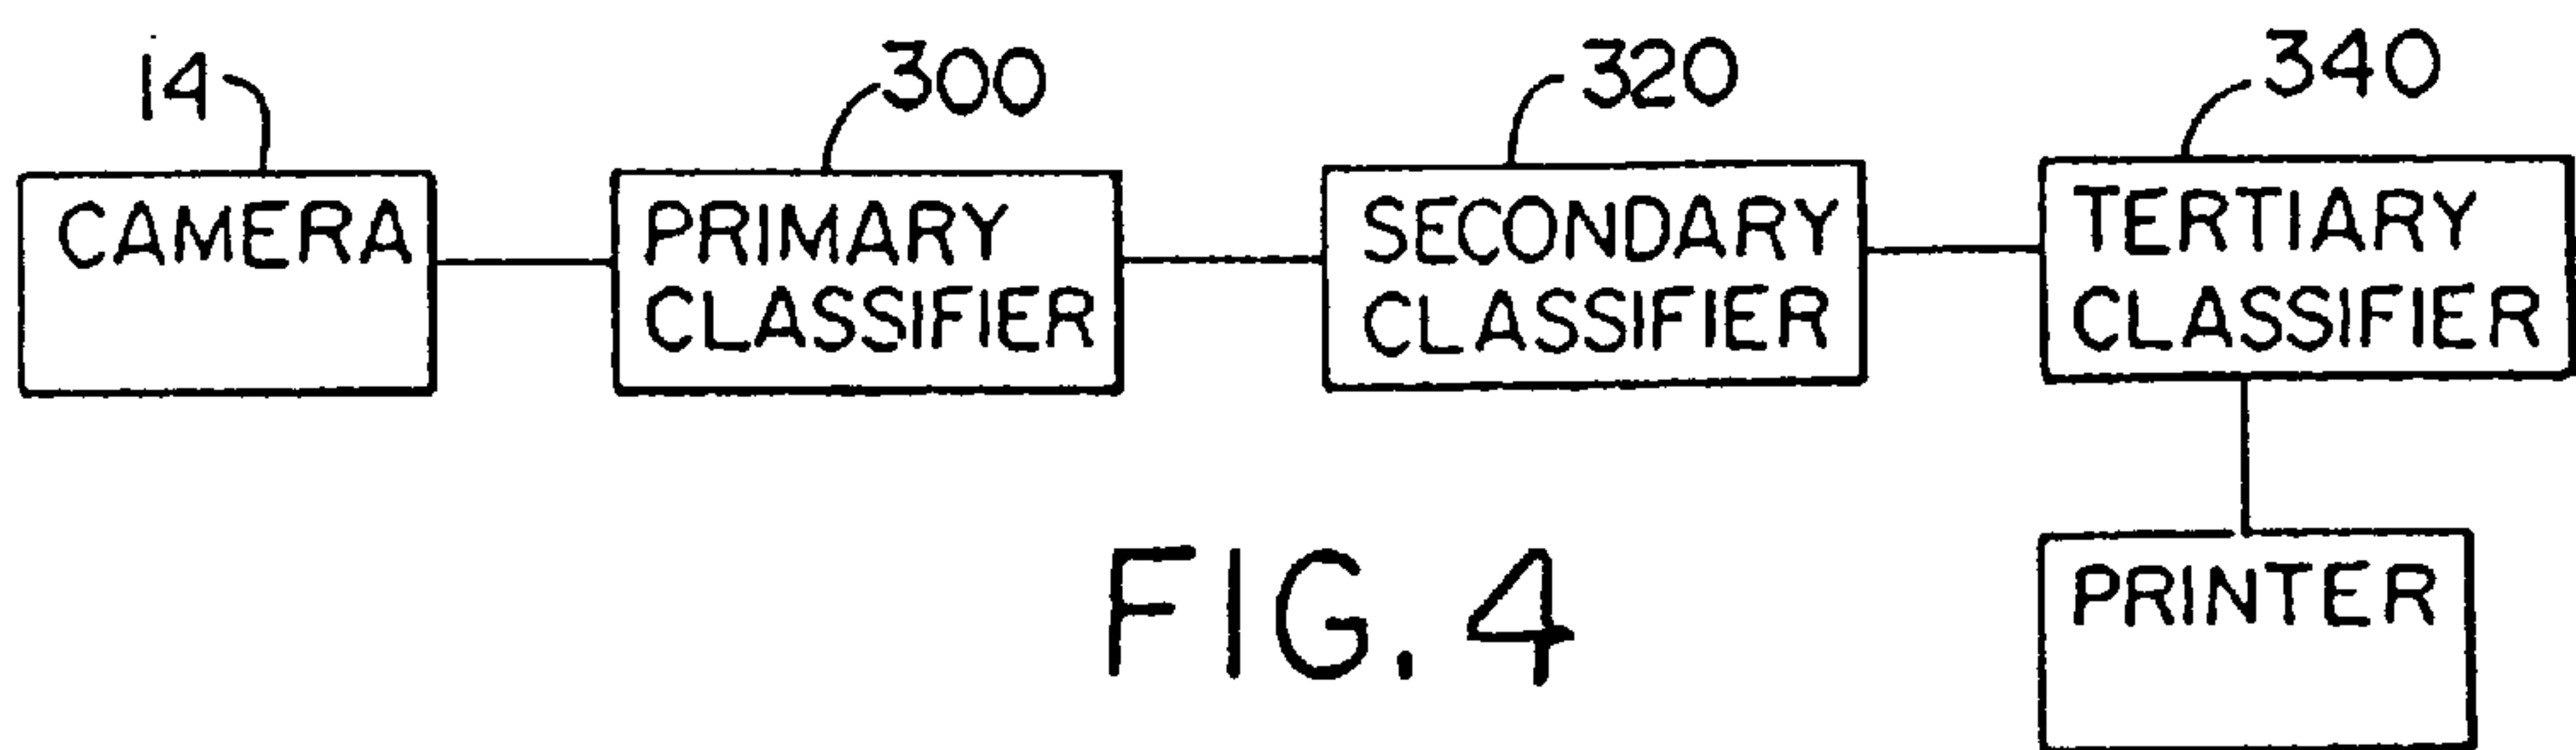 14
300
320
340
CAMERA
PRIMARY
CLASSIFIER
SECONDARY
CLASSIFIER
TERTIARY
CLASSIFIER
PRINTER
FIG. 4